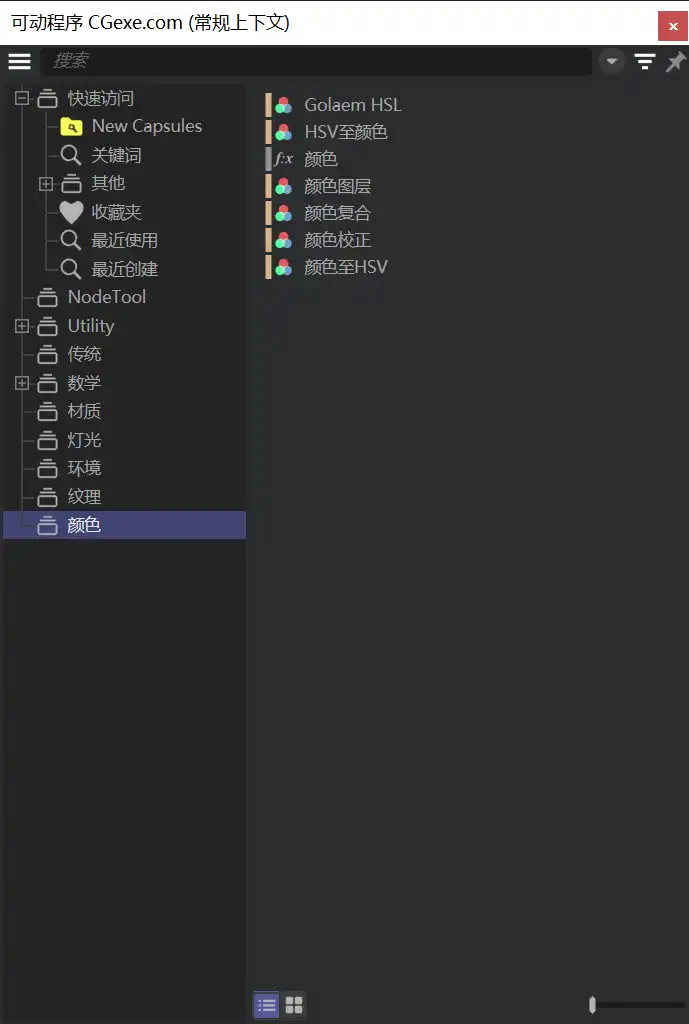 可动程序 CGexe.com (常规上下文)
搜索
快速访问
New Capsules
关键词
其他
收藏夹
最近使用
最近创建
NodeTool
Utility
传统
数学
材质
灯光
环境
纹理
颜色
Golaem HSL
HSV至颜色
f:x 颜色
颜色图层
颜色复合
颜色校正
颜色至HSV